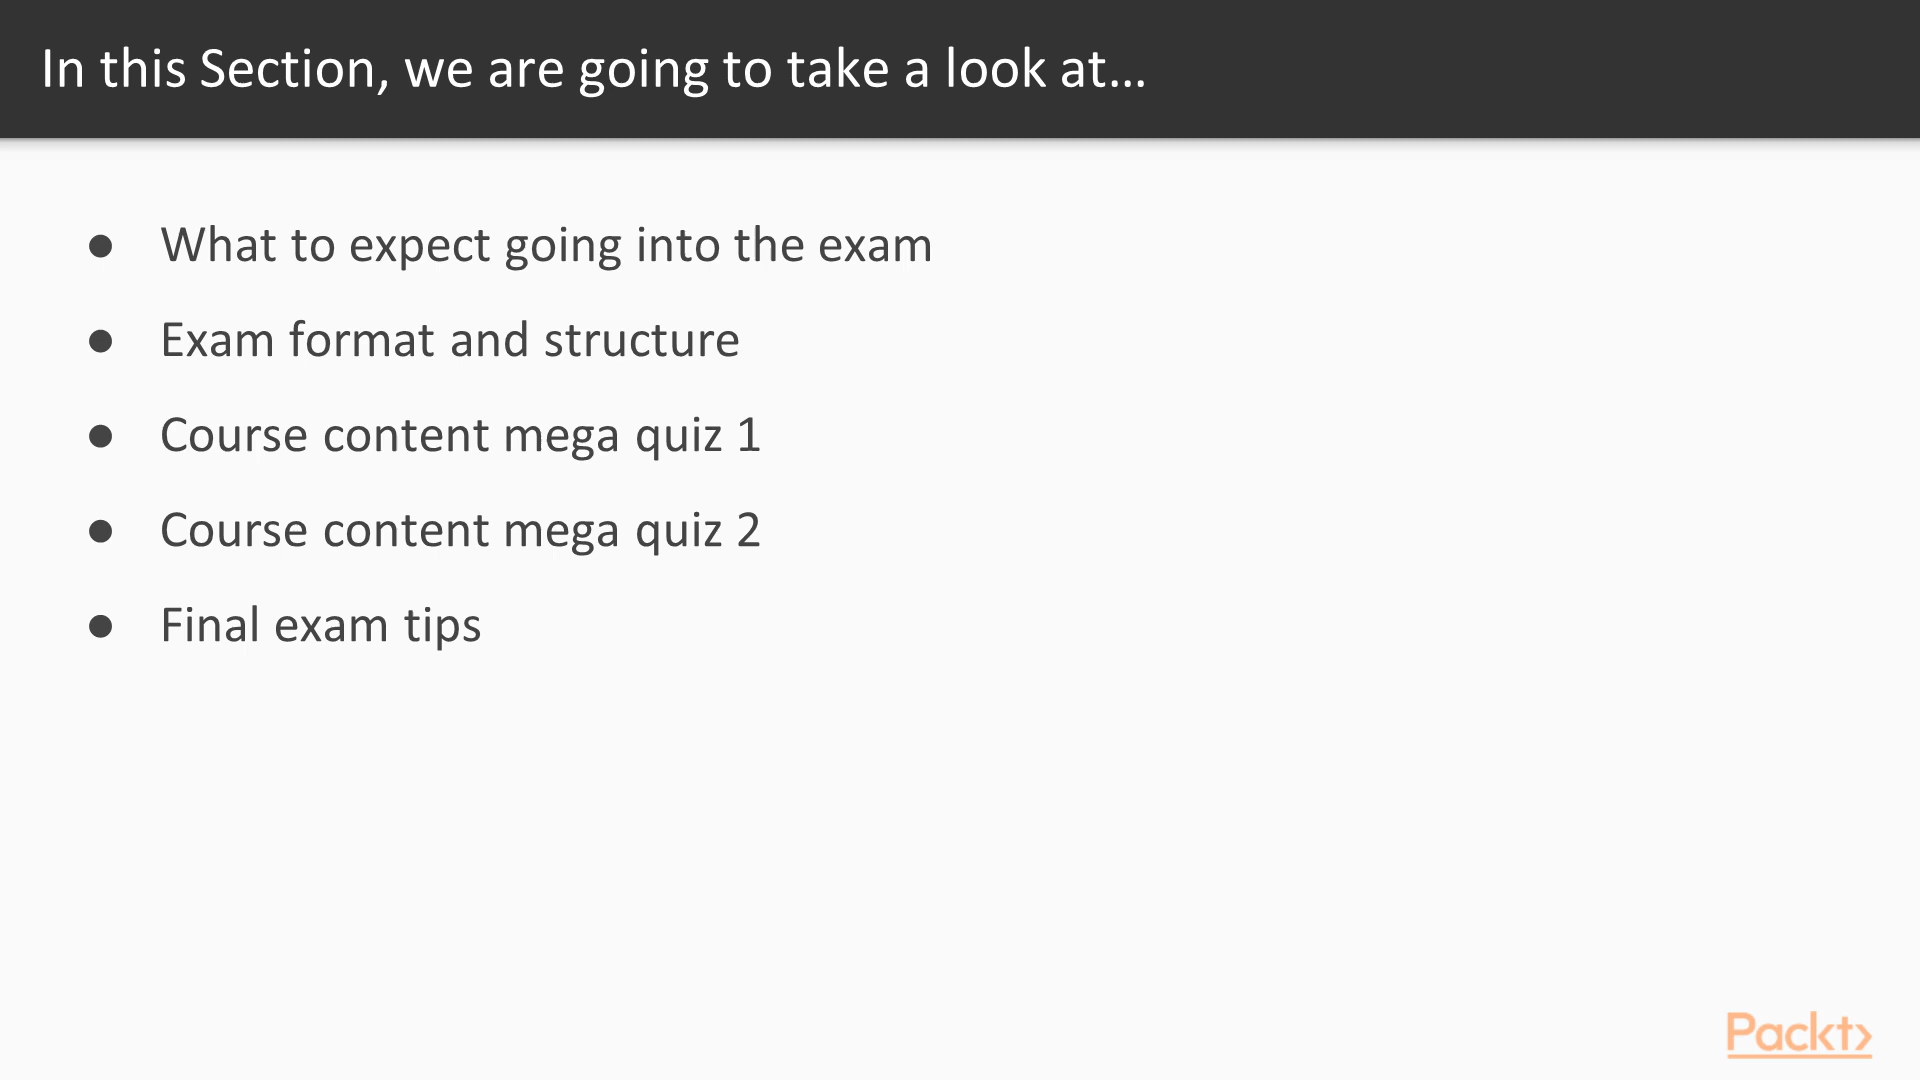 In this Section, we are going to take a look at...
● What to expect going into the exam
● Exam format and structure
● Course content mega quiz 1
● Course content mega quiz 2
● Final exam tips
Packt>